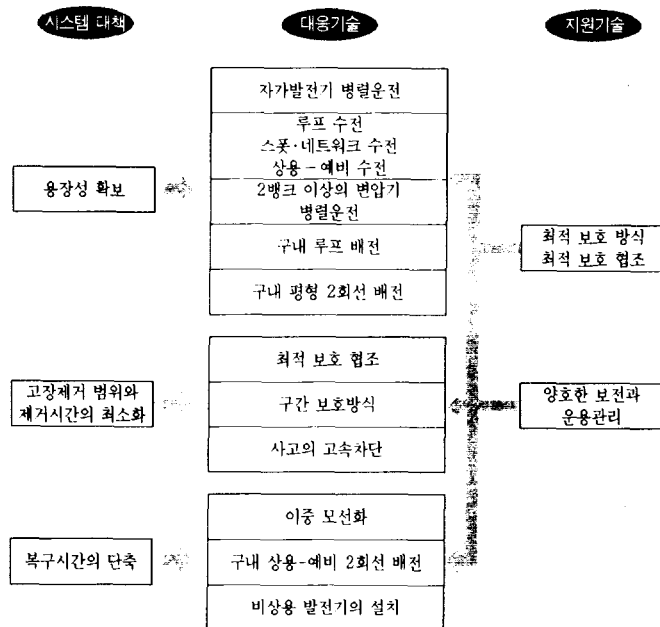 시스템 대책
대응기술
지원기술
자가발전기 병렬운전
루프 수전
스폿·네트워크 수전
상용-예비 수전
2뱅크 이상의 변압기
병렬운전
구내 루프 배전
구내 평형 2회선 배전
용장성 확보
최적 보호 방식
최적 보호 협조
최적 보호 협조
구간 보호방식
사고의 고속차단
고장제거 범위와
제거시간의 최소화
양호한 보전과
운용관리
이중 모선화
구내 상용-예비 2회선 배전
비상용 발전기의 설치
복구시간의 단축